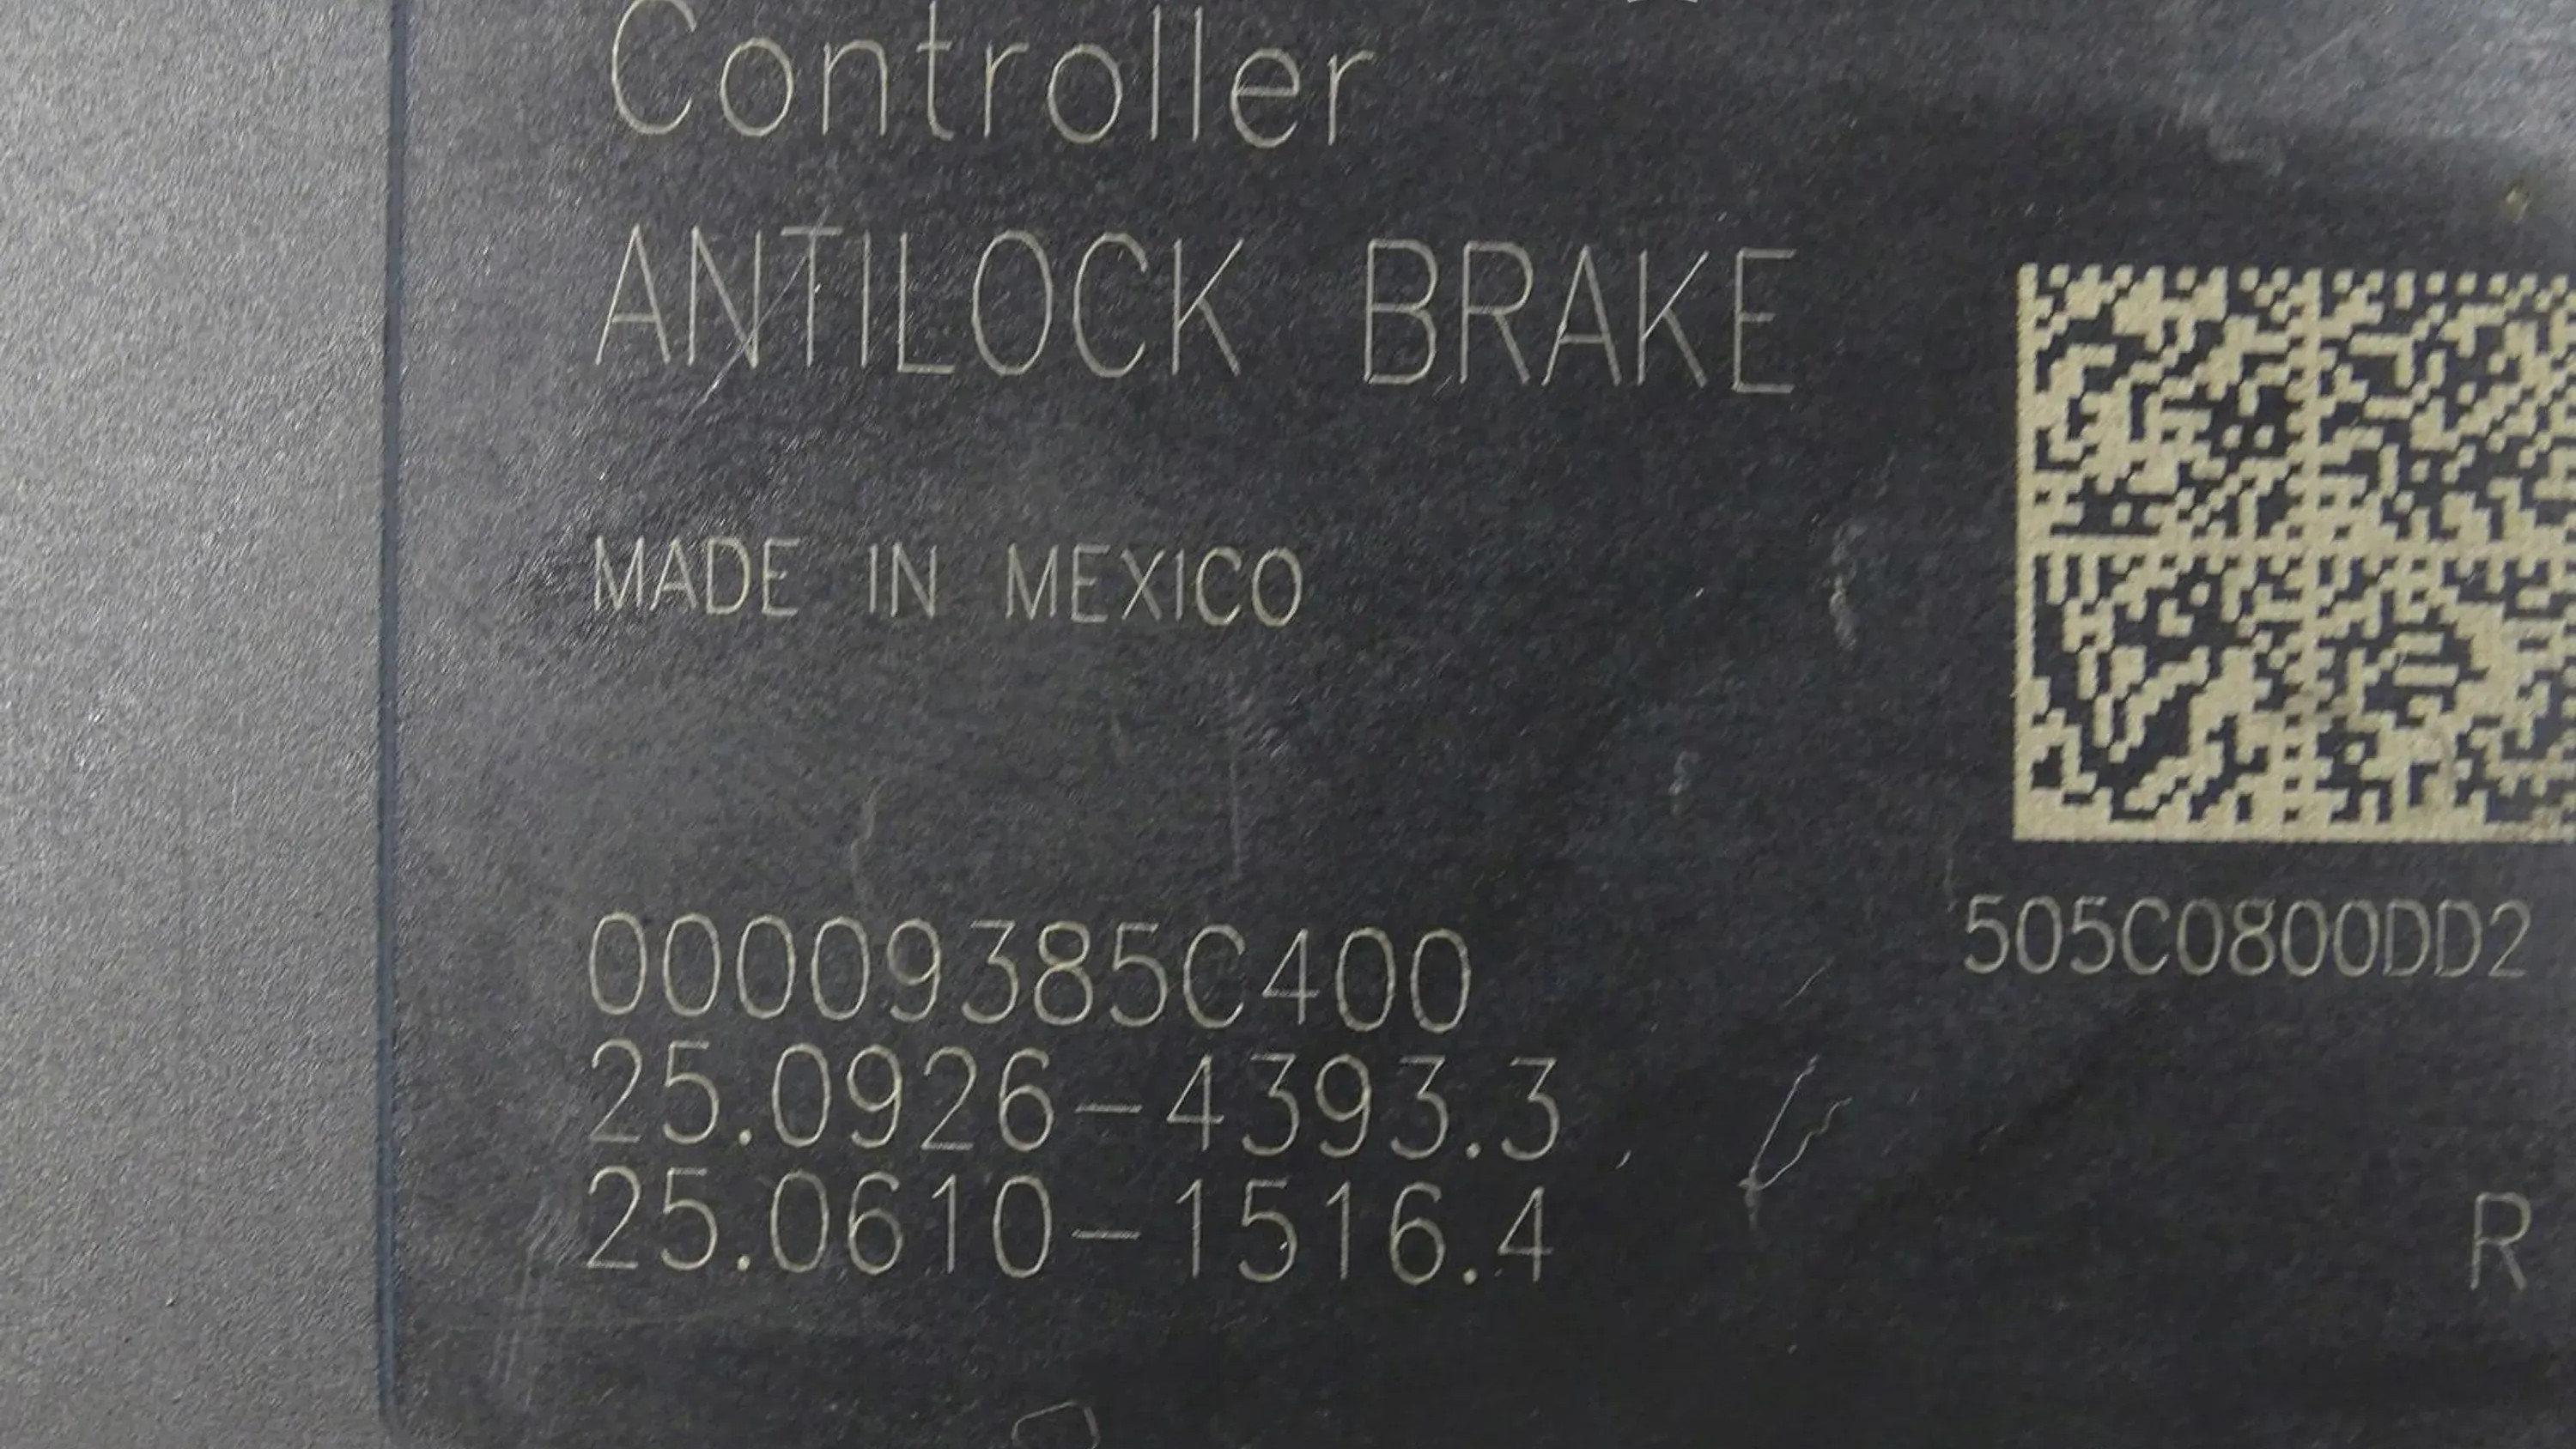 Controller
ANTILOCK BRAKE
MADE IN MEXICO
505C0800DD2
00009385C400
25.0926-4393.3
25.0610-1516.4
R